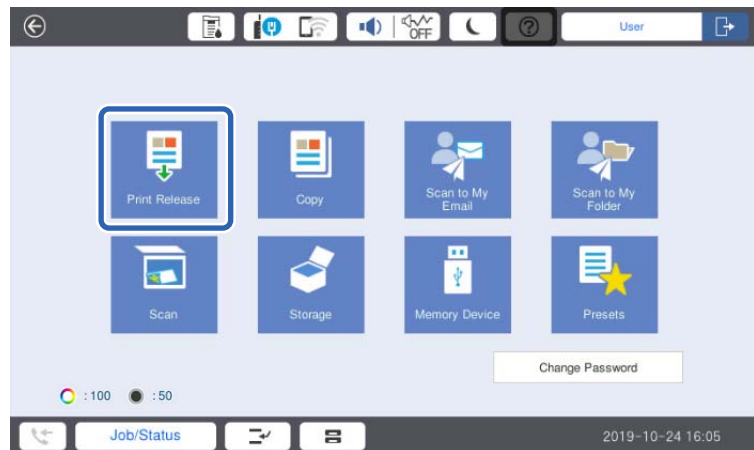 OFF
User
Print Release
Copy
Scan to My
Email
Scan to My
Folder
Scan
Storage
Memory Device
Presets
Change Password
:100 :50
Job/Status
2019-10-24 16:05